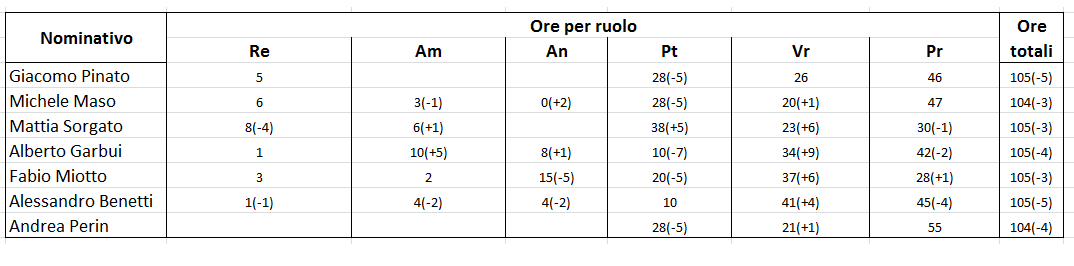 Nominativo Ore per ruolo Ore totali
Re Am An Pt Vr Pr
Giacomo Pinato 5 28(-5) 26 46 105(-5)
Michele Maso 6 3(-1) 0(+2) 28(-5) 20(+1) 47 104(-3)
Mattia Sorgato 8(-4) 6(+1) 38(+5) 23(+6) 30(-1) 105(-3)
Alberto Garbui 1 10(+5) 8(+1) 10(-7) 34(+9) 42(-2) 105(-4)
Fabio Miotto 3 2 15(-5) 20(-5) 37(+6) 28(+1) 105(-3)
Alessandro Benetti 1(-1) 4(-2) 4(-2) 10 41(+4) 45(-4) 105(-5)
Andrea Perin 28(-5) 21(+1) 55 104(-4)